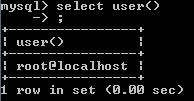 mysql> select user()
    -> ;
+----------------+
| user()         |
+----------------+
| root@localhost |
+----------------+
1 row in set (0.00 sec)